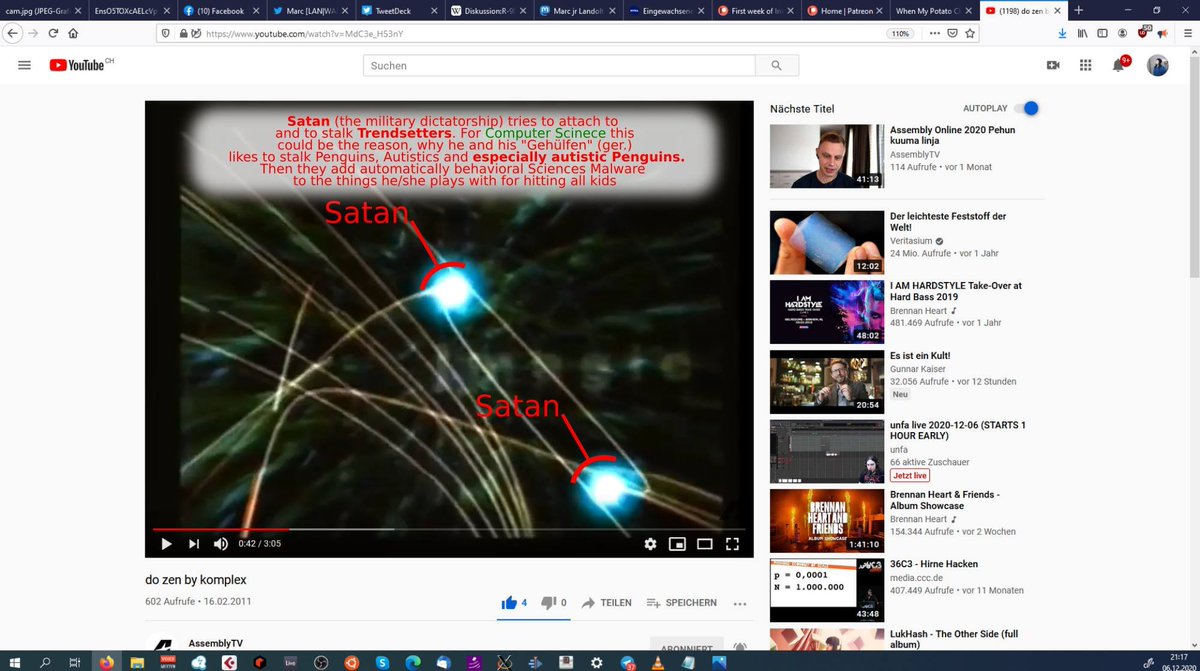 cam.jpg (JPEG-Graf
EnsO5TOXcAELcVp
(10) Facebook
Marc [LAN]WA
TweetDeck
Diskussion:R-9
Mastodon
Marc jr Landolt
Eingewachsen
First week of In
Home | Patreon
When My Potato C
(1198) do zen b
https://www.youtube.com/watch?v=MdC3e_HS3nY
110%
YouTube CH
Suchen
9+
Satan (the military dictatorship) tries to attach to
and to stalk Trendsetters. For Computer Scinece this
could be the reason, why he and his "Gehülfen" (ger.)
likes to stalk Penguins, Autistics and especially autistic Penguins.
Then they add automatically behavioral Sciences Malware
to the things he/she plays with for hitting all kids
Satan
Satan
0:42 / 3:05
do zen by komplex
602 Aufrufe • 16.02.2011
4
0
TEILEN
SPEICHERN
AssemblyTV
ABONNIERT
Nächste Titel
AUTOPLAY
41:13
Assembly Online 2020 Pehun
kuuma linja
AssemblyTV
114 Aufrufe • vor 1 Monat
12:02
Der leichteste Feststoff der
Welt!
Veritasium
24 Mio. Aufrufe • vor 1 Jahr
I AM
HARDSTYLE
48:02
I AM HARDSTYLE Take-Over at
Hard Bass 2019
Brennan Heart
481.469 Aufrufe • vor 1 Jahr
20:54
Es ist ein Kult!
Gunnar Kaiser
32.056 Aufrufe • vor 12 Stunden
Neu
unfa live 2020-12-06 (STARTS 1
HOUR EARLY)
unfa
66 aktive Zuschauer
Jetzt live
BRENNAN
HEART AND
FRIENDS
ALBUM SHOWCASE
1:41:10
Brennan Heart & Friends -
Album Showcase
Brennan Heart
154.344 Aufrufe • vor 2 Wochen
p = 0,0001
N = 1.000.000
43:48
36C3 - Hirne Hacken
media.ccc.de
407.449 Aufrufe • vor 11 Monaten
LukHash - The Other Side (full
album)
21:17
06.12.2020